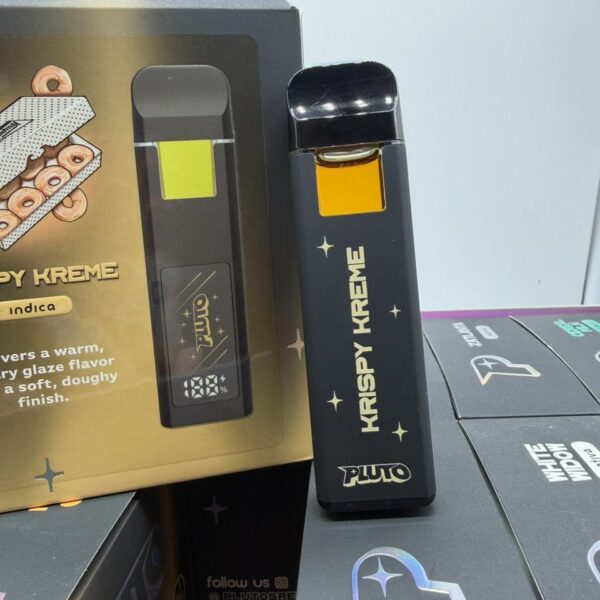 PY KREME
indica
vers a warm,
ry glaze flavor
a soft, doughy
finish.
PLUTO
188%
KRISPY KREME
PLUTO
WHITE
WIDOW
follow us